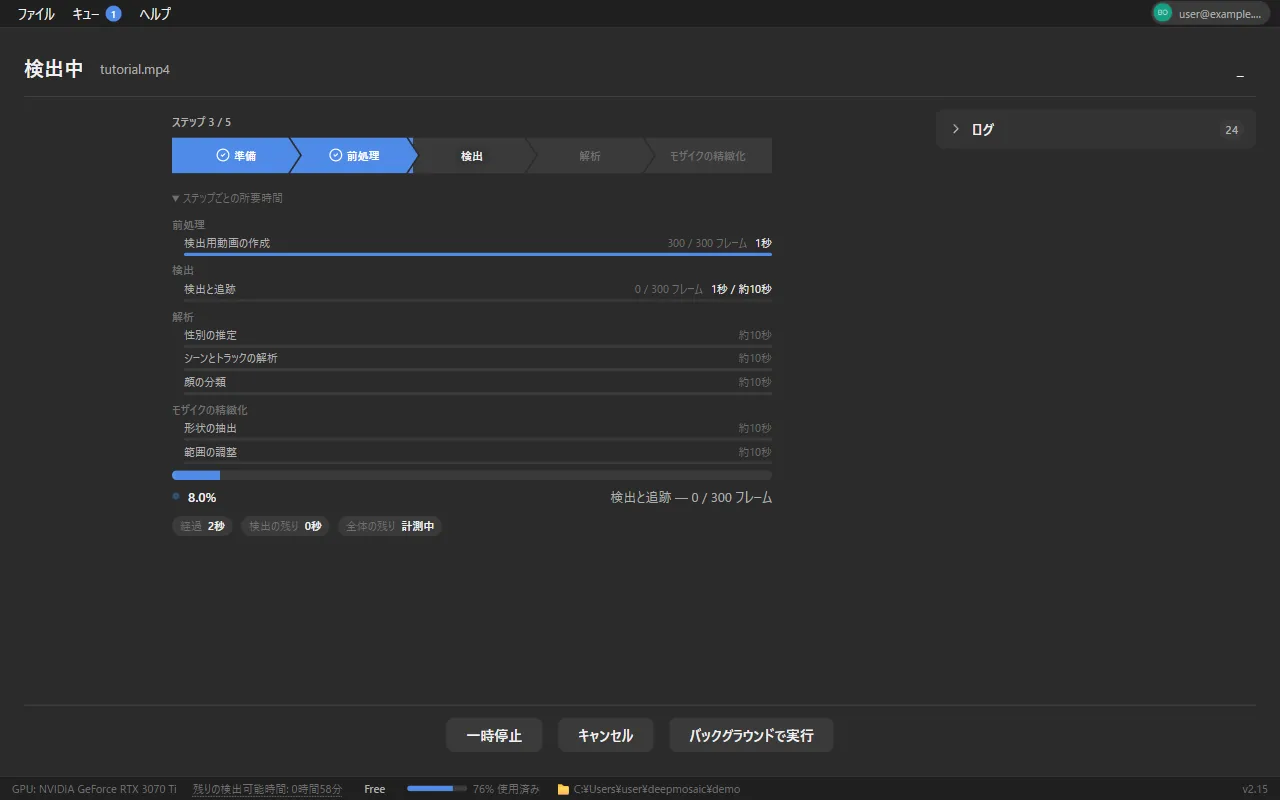 ファイル キュー 1 ヘルプ BO user@example....
検出中 tutorial.mp4
ステップ 3 / 5
準備 前処理 検出 解析 モザイクの精緻化
ログ 24
▼ ステップごとの所要時間
前処理
検出用動画の作成 300 / 300 フレーム 1秒
検出
検出と追跡 0 / 300 フレーム 1秒 / 約10秒
解析
性別の推定 約10秒
シーンとトラックの解析 約10秒
顔の分類 約10秒
モザイクの精緻化
形状の抽出 約10秒
範囲の調整 約10秒
8.0% 検出と追跡 — 0 / 300 フレーム
経過 2秒 検出の残り 0秒 全体の残り 計測中
一時停止 キャンセル バックグラウンドで実行
GPU: NVIDIA GeForce RTX 3070 Ti 残りの検出可能時間: 0時間58分 Free 76% 使用済み C:¥Users¥user¥deepmosaic¥demo v2.15